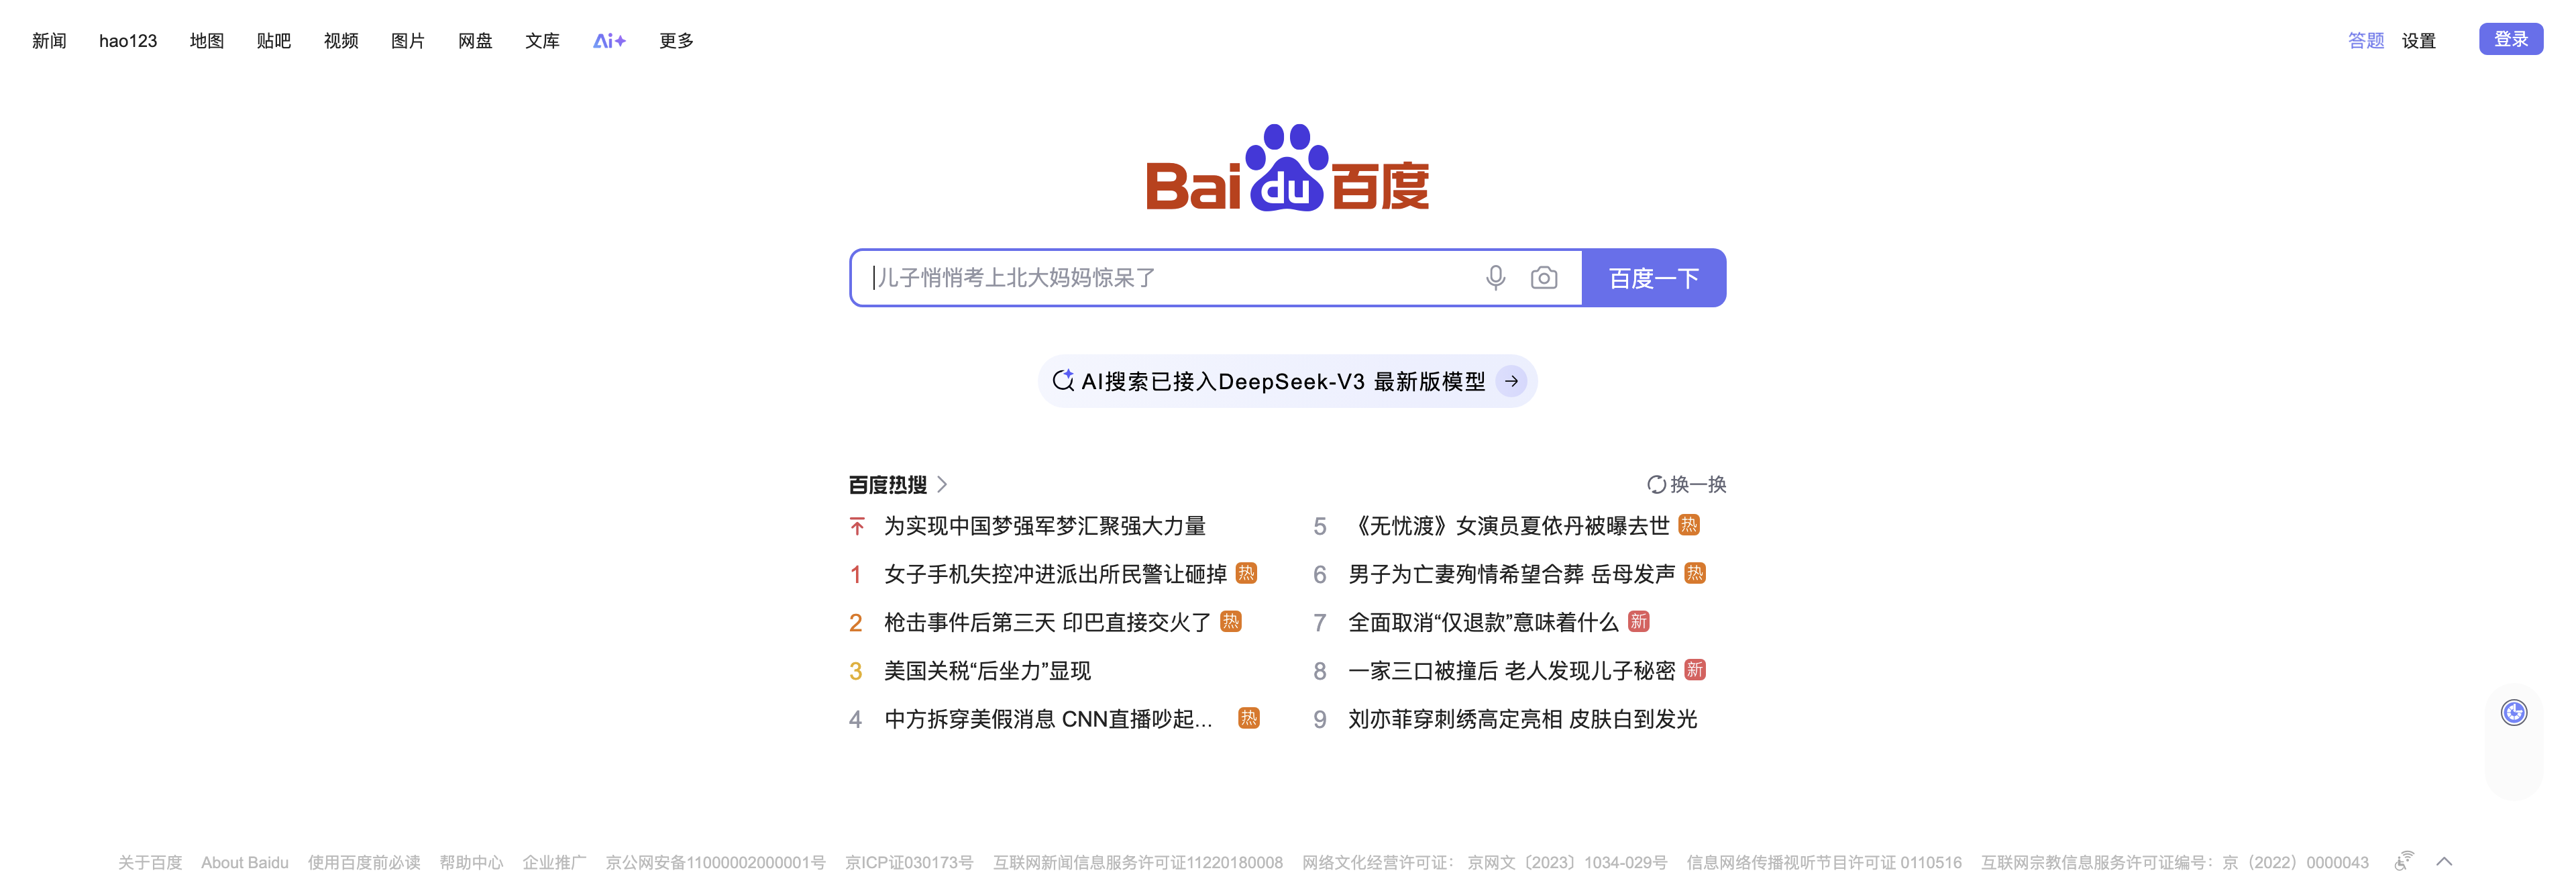 新闻 hao123 地图 贴吧 视频 图片 网盘 文库 Ai 更多 答题 设置 登录
Bai du 百度
儿子悄悄考上北大妈妈惊呆了 百度一下
AI搜索已接入DeepSeek-V3 最新版模型
百度热搜 换一换
为实现中国梦强军梦汇聚强大力量
1 女子手机失控冲进派出所民警让砸掉 热
2 枪击事件后第三天 印巴直接交火了 热
3 美国关税“后坐力”显现
4 中方拆穿美假消息 CNN直播吵起... 热
5 《无忧渡》女演员夏依丹被曝去世 热
6 男子为亡妻殉情希望合葬 岳母发声 热
7 全面取消“仅退款”意味着什么 新
8 一家三口被撞后 老人发现儿子秘密 新
9 刘亦菲穿刺绣高定亮相 皮肤白到发光
关于百度 About Baidu 使用百度前必读 帮助中心 企业推广 京公网安备11000002000001号 京ICP证030173号 互联网新闻信息服务许可证11220180008 网络文化经营许可证： 京网文〔2023〕1034-029号 信息网络传播视听节目许可证 0110516 互联网宗教信息服务许可证编号：京（2022）0000043